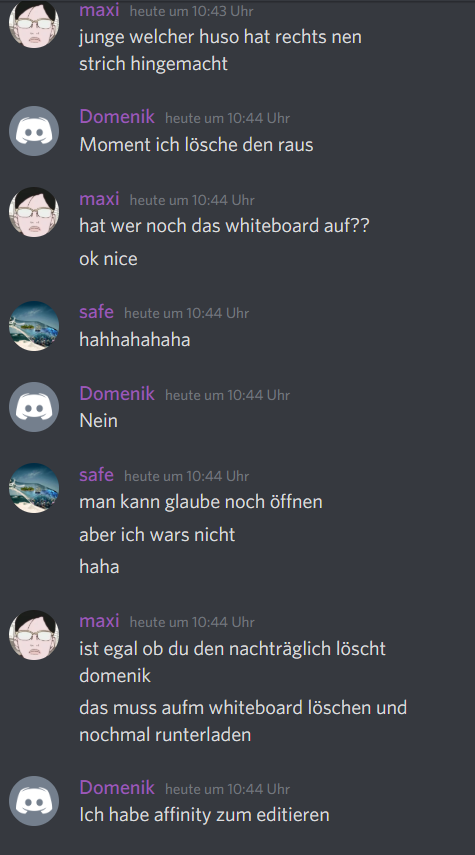 maxi heute um 10:43 Uhr
junge welcher huso hat rechts nen
strich hingemacht
Domenik heute um 10:44 Uhr
Moment ich lösche den raus
maxi heute um 10:44 Uhr
hat wer noch das whiteboard auf??
ok nice
safe heute um 10:44 Uhr
hahhahahaha
Domenik heute um 10:44 Uhr
Nein
safe heute um 10:44 Uhr
man kann glaube noch öffnen
aber ich wars nicht
haha
maxi heute um 10:44 Uhr
ist egal ob du den nachträglich löscht
domenik
das muss aufm whiteboard löschen und
nochmal runterladen
Domenik heute um 10:44 Uhr
Ich habe affinity zum editieren